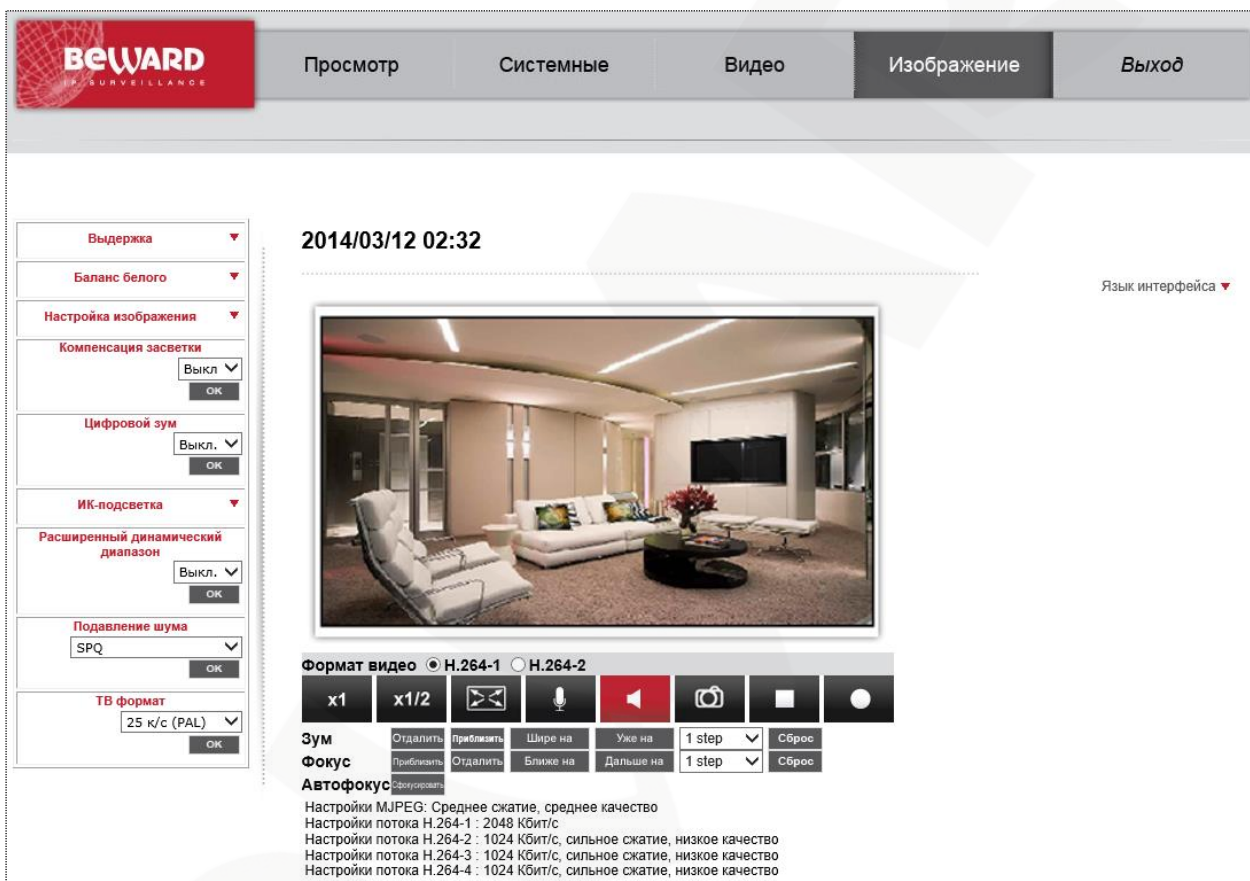 BEWARD
IP SURVEILLANCE
Просмотр
Системные
Видео
Изображение
Выход
Выдержка
Баланс белого
Настройка изображения
Компенсация засветки
Выкл
ОК
Цифровой зум
Выкл.
ОК
ИК-подсветка
Расширенный динамический
диапазон
Выкл.
ОК
Подавление шума
SPQ
ОК
ТВ формат
25 к/с (PAL)
ОК
2014/03/12 02:32
Язык интерфейса
Формат видео H.264-1 H.264-2
x1 x1/2
Зум Отдалить Приблизить Шире на Уже на 1 step Сброс
Фокус Приблизить Отдалить Ближе на Дальше на 1 step Сброс
Автофокус Сфокусировать
Настройки MJPEG: Среднее сжатие, среднее качество
Настройки потока H.264-1 : 2048 Кбит/с
Настройки потока H.264-2 : 1024 Кбит/с, сильное сжатие, низкое качество
Настройки потока H.264-3 : 1024 Кбит/с, сильное сжатие, низкое качество
Настройки потока H.264-4 : 1024 Кбит/с, сильное сжатие, низкое качество